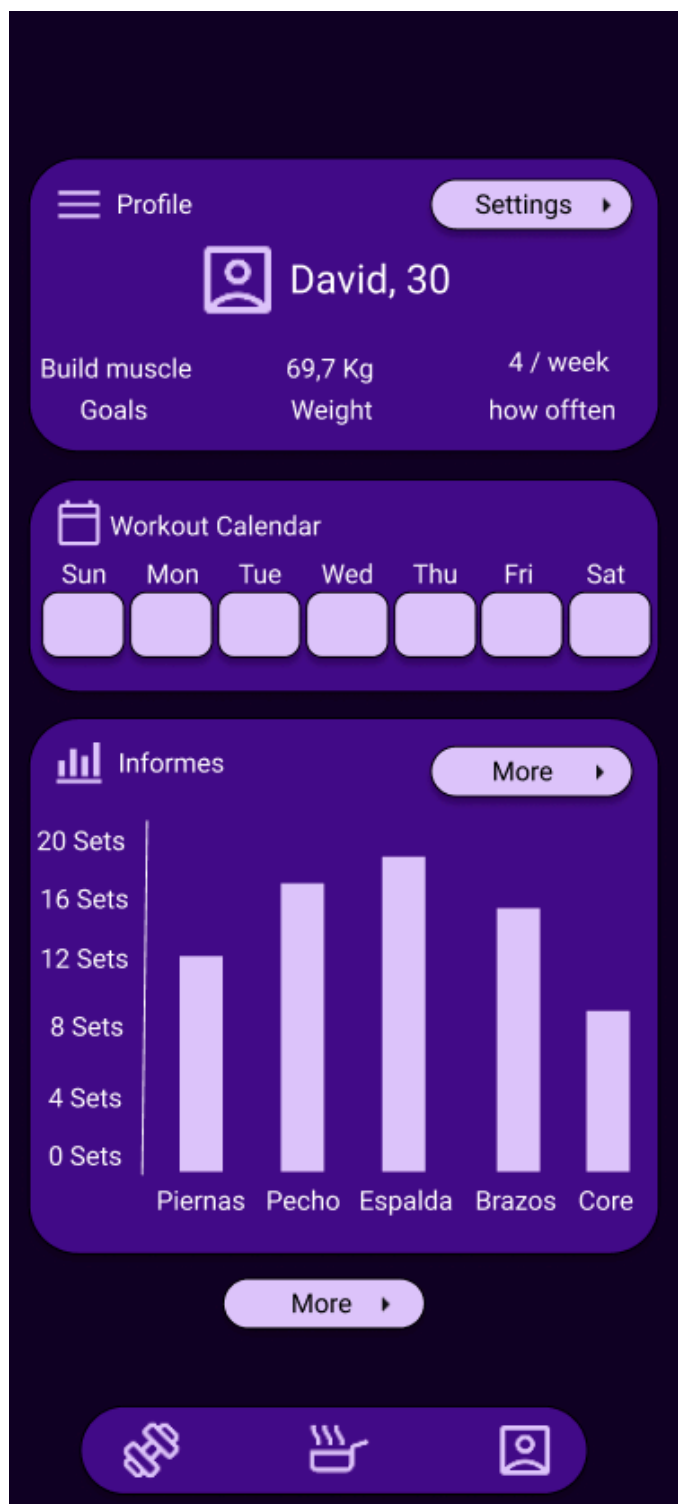 Profile
Settings
David, 30
Build muscle 69,7 Kg 4 / week
Goals Weight how offten
Workout Calendar
Sun Mon Tue Wed Thu Fri Sat
Informes
More
20 Sets
16 Sets
12 Sets
8 Sets
4 Sets
0 Sets
Piernas Pecho Espalda Brazos Core
More